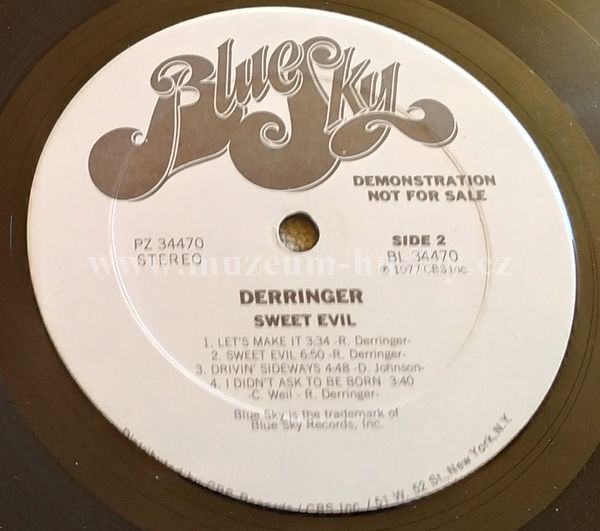 Blue Sky
DEMONSTRATION
NOT FOR SALE
PZ 34470
STEREO
SIDE 2
BL 34470
℗ 1977 CBS Inc.
www.muzeum-hudby.cz
DERRINGER
SWEET EVIL
1. LET'S MAKE IT 3:34 -R. Derringer-
2. SWEET EVIL 6:50 -R. Derringer-
3. DRIVIN' SIDEWAYS 4:48 -D. Johnson-
4. I DIDN'T ASK TO BE BORN 3:40
-C. Weil - R. Derringer-
Blue Sky is the trademark of
Blue Sky Records, Inc.
Distributed by CBS Records / CBS Inc. / 51 W. 52 St., New York, N.Y.